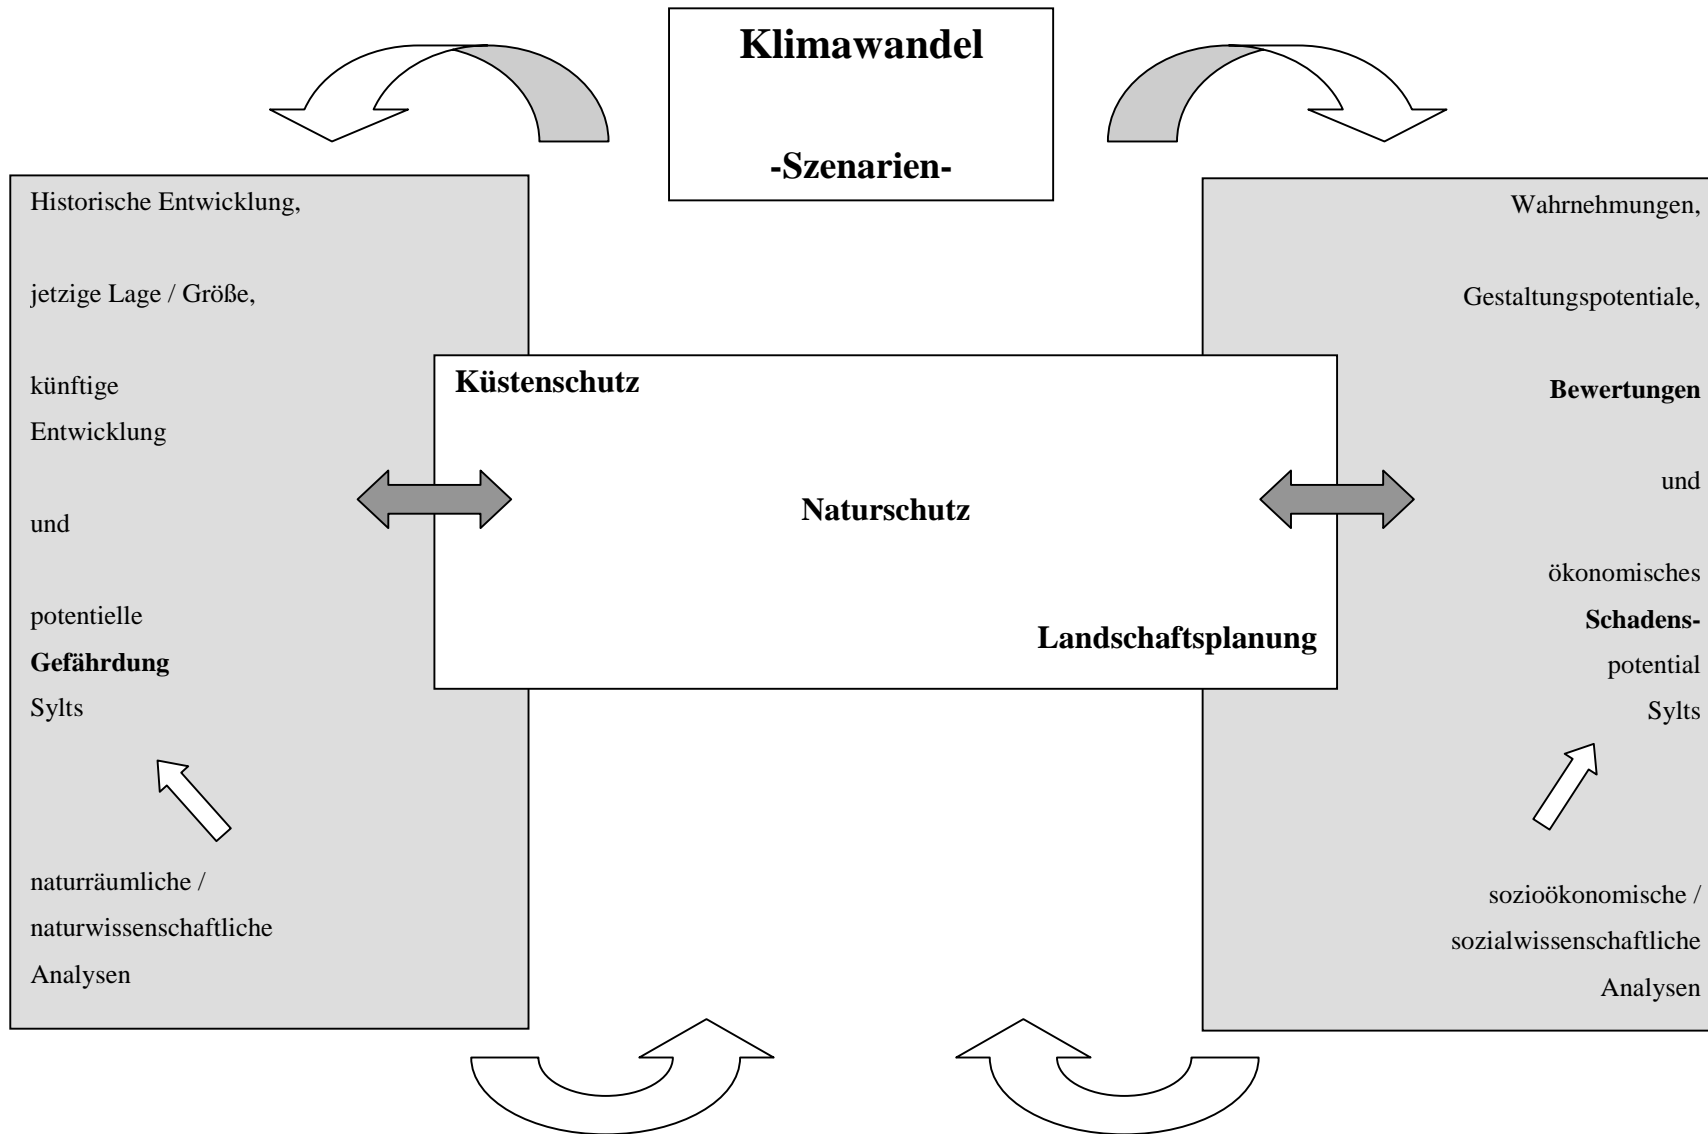 Klimawandel
-Szenarien-
Historische Entwicklung,
jetzige Lage / Größe,
künftige
Entwicklung
und
potentielle
Gefährdung
Sylts
naturräumliche /
naturwissenschaftliche
Analysen
Küstenschutz
Naturschutz
Landschaftsplanung
Wahrnehmungen,
Gestaltungspotentiale,
Bewertungen
und
ökonomisches
Schadens-
potential
Sylts
sozioökonomische /
sozialwissenschaftliche
Analysen